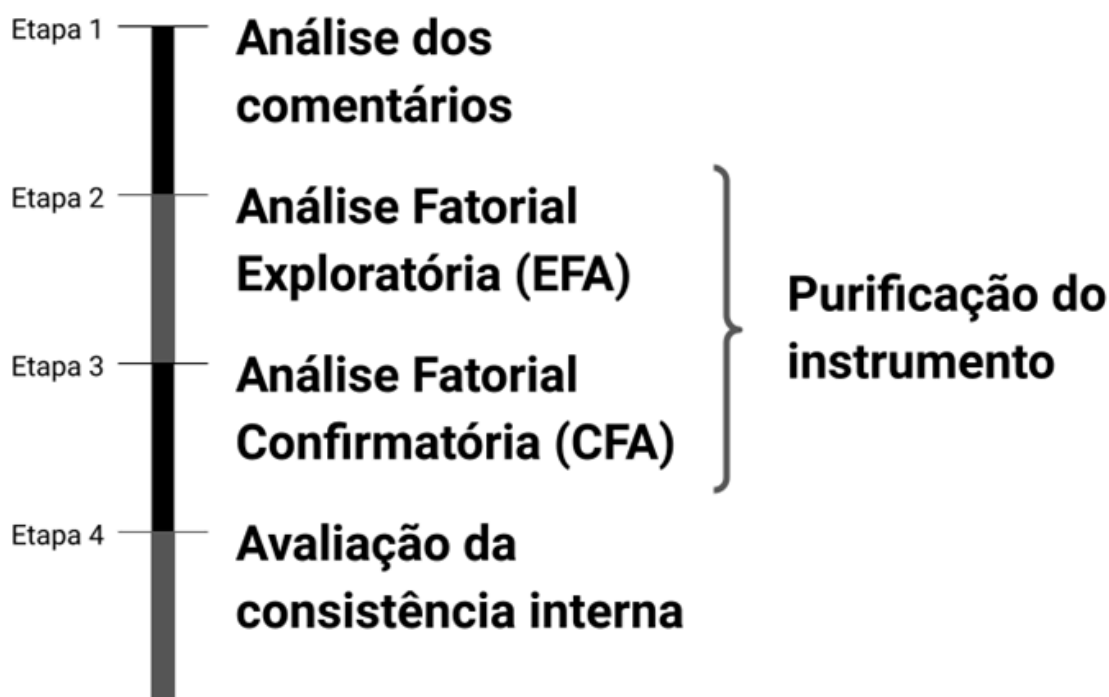 Etapa 1
Análise dos
comentários
Etapa 2
Análise Fatorial
Exploratória (EFA)
Etapa 3
Análise Fatorial
Confirmatória (CFA)
Purificação do
instrumento
Etapa 4
Avaliação da
consistência interna